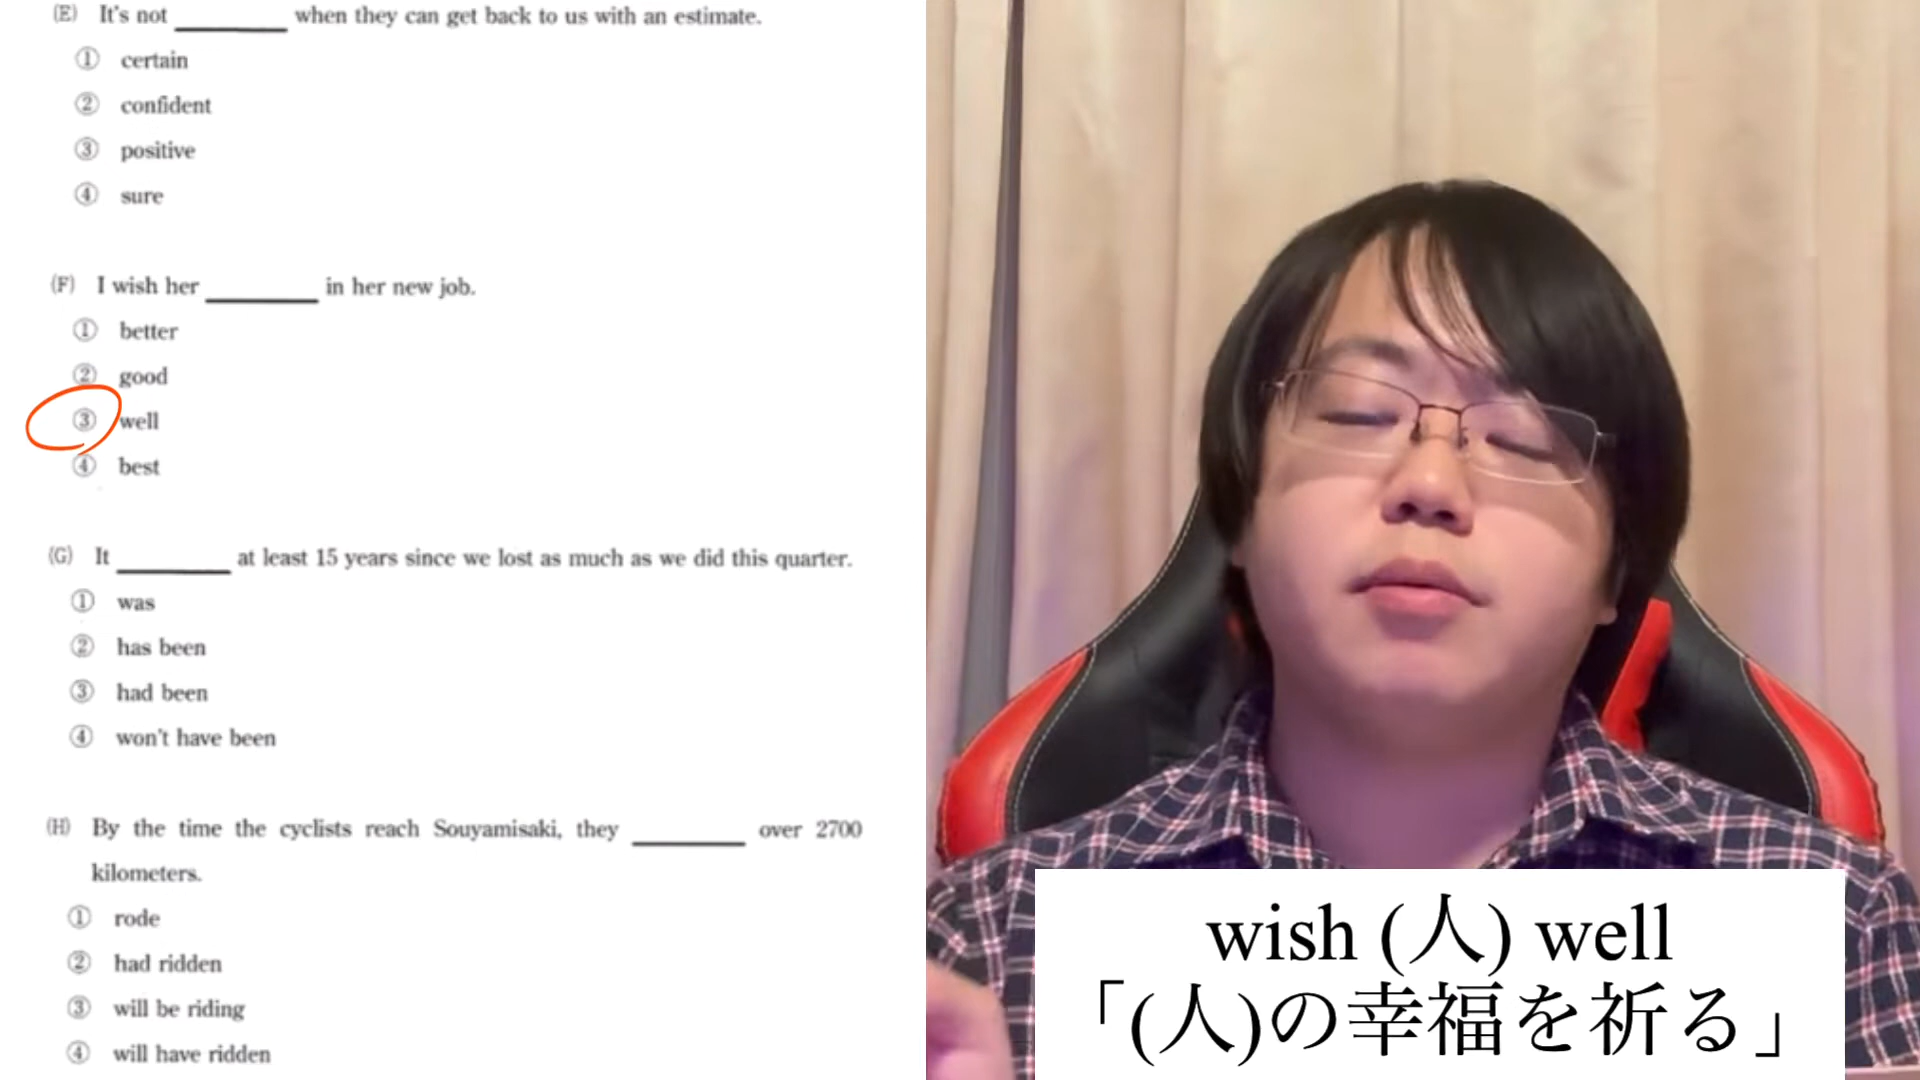 (E) It's not ________ when they can get back to us with an estimate.
① certain
② confident
③ positive
④ sure
(F) I wish her ________ in her new job.
① better
② good
③ well
④ best
(G) It ________ at least 15 years since we lost as much as we did this quarter.
① was
② has been
③ had been
④ won't have been
(H) By the time the cyclists reach Souyamisaki, they ________ over 2700
kilometers.
① rode
② had ridden
③ will be riding
④ will have ridden
wish (人) well
「(人)の幸福を祈る」